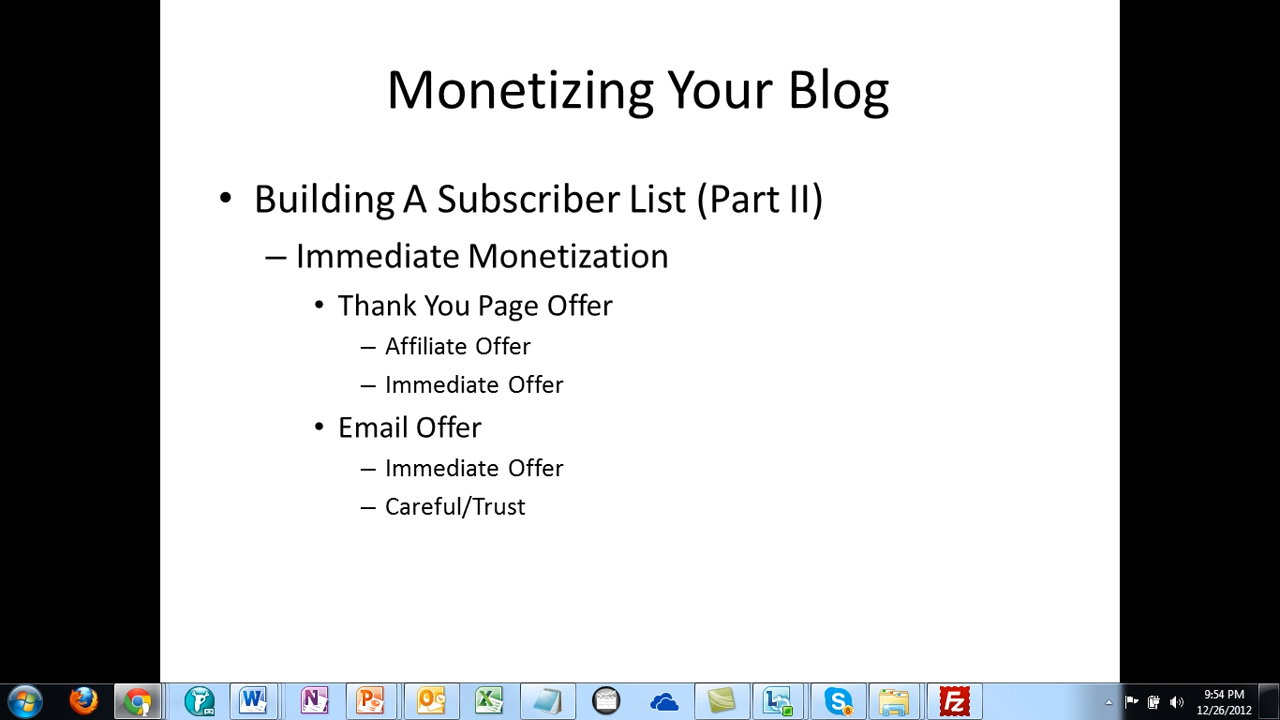 Monetizing Your Blog
• Building A Subscriber List (Part II)
– Immediate Monetization
• Thank You Page Offer
– Affiliate Offer
– Immediate Offer
• Email Offer
– Immediate Offer
– Careful/Trust
9:54 PM
12/26/2012